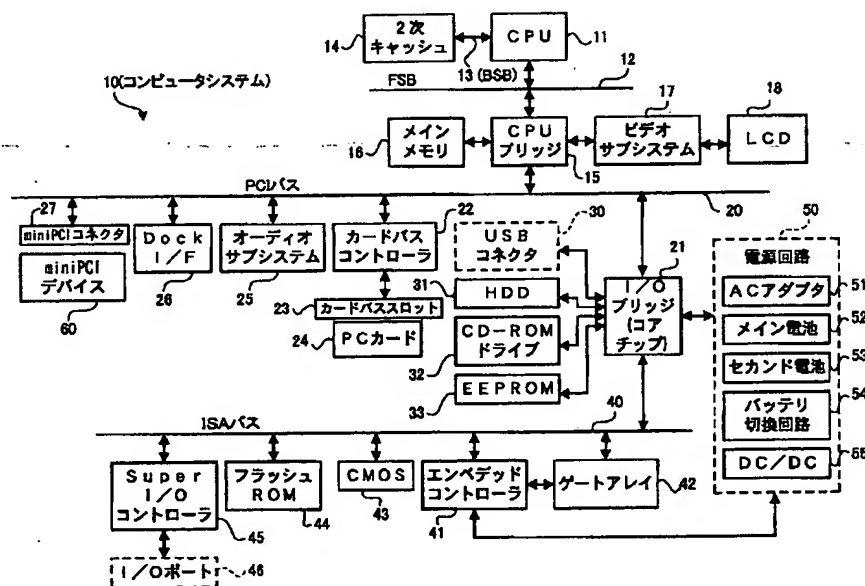 14
2次
キャッシュ
CPU
11
13 (BSB)
12
FSB
10(コンピュータシステム)
17
18
メイン
メモリ
16
CPU
ブリッジ
15
ビデオ
サブシステム
LCD
PCIバス
20
27
miniPCIコネクタ
miniPCI
デバイス
60
Dock
I/F
26
オーディオ
サブシステム
25
22
カードバス
コントローラ
23
カードバススロット
24
PCカード
30
USB
コネクタ
31
HDD
CD-ROM
ドライブ
32
EEPROM
33
21
I/O
ブリッジ
(コア
チップ)
50
電源回路
ACアダプタ
51
メイン電池
52
セカンド電池
53
バッテリ
切換回路
54
DC/DC
55
40
ISAバス
Super
I/O
コントローラ
45
フラッシュ
ROM
44
CMOS
43
エンベデッド
コントローラ
41
ゲートアレイ
42
I/Oポート
46